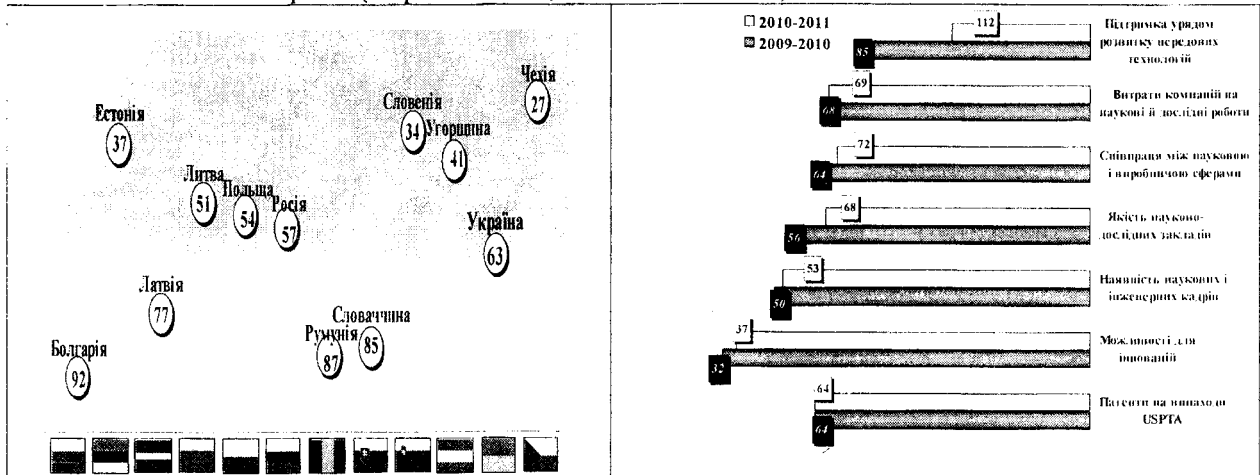 Чехія
27
Словенія
34
Угорщина
41
Естонія
37
Литва
51
Польща
54
Росія
57
Україна
63
Латвія
77
Словаччина
85
Румунія
87
Болгарія
92
2010-2011
2009-2010
112
85
Підтримка урядом
розвитку передових
технологій
69
68
Витрати компаній на
наукові й дослідні роботи
72
64
Співпраця між науковою
і виробничою сферами
68
56
Якість науково-
дослідних закладів
53
50
Наявність наукових і
інженерних кадрів
37
32
Можливості для
інновацій
64
64
Патенти на винаходи
USPTA